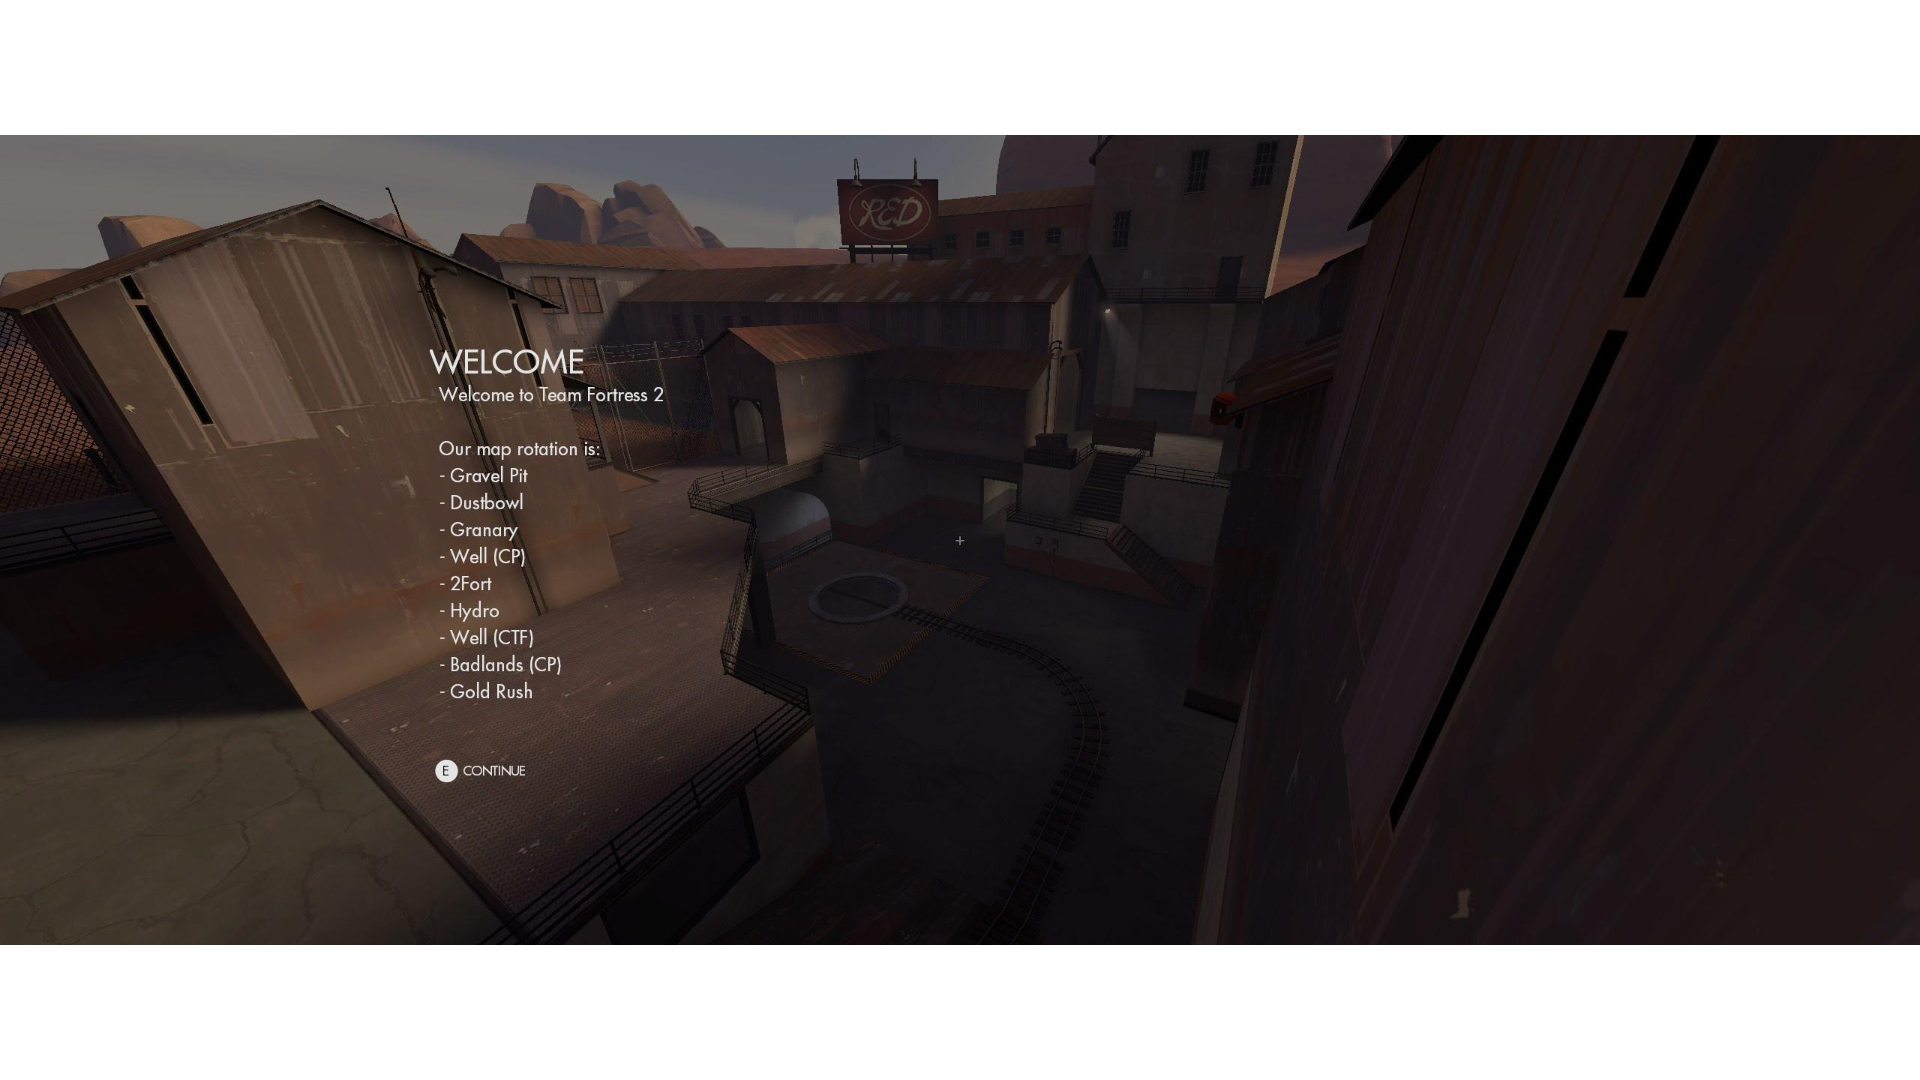 RED
WELCOME
Welcome to Team Fortress 2
Our map rotation is:
- Gravel Pit
- Dustbowl
- Granary
- Well (CP)
- 2Fort
- Hydro
- Well (CTF)
- Badlands (CP)
- Gold Rush
E CONTINUE